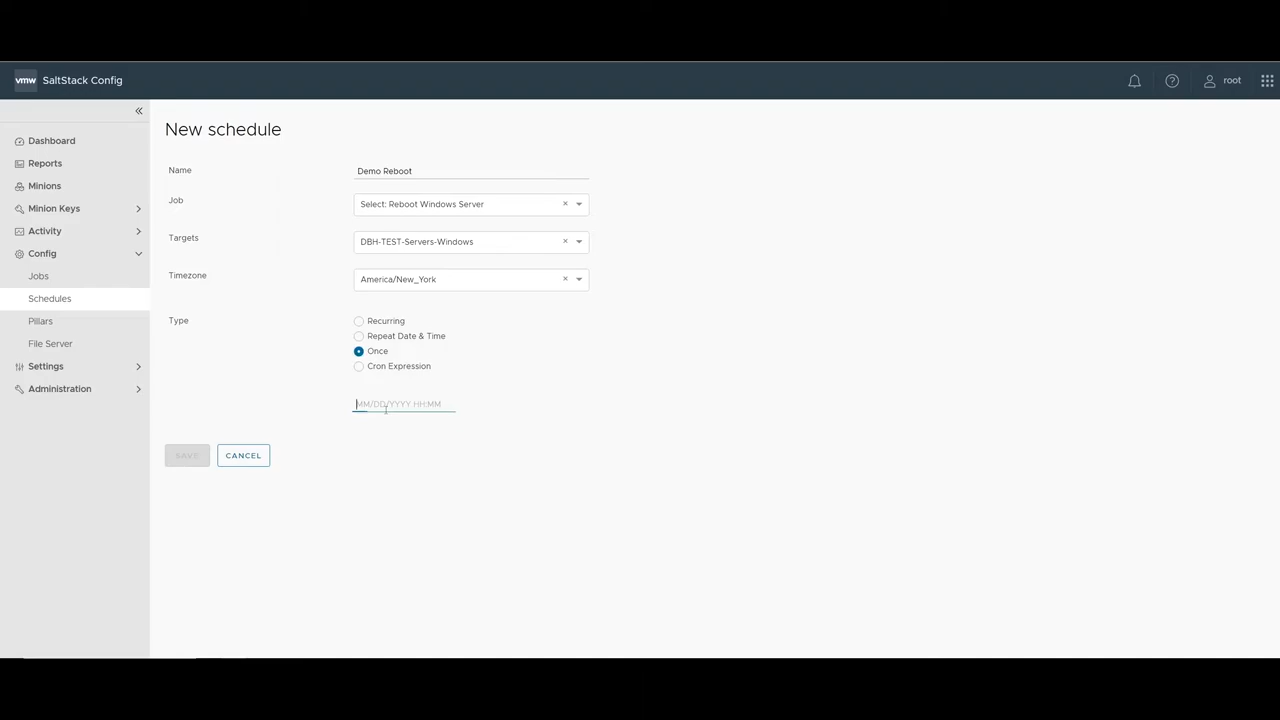 vmw SaltStack Config
root
Dashboard
Reports
Minions
Minion Keys
Activity
Config
Jobs
Schedules
Pillars
File Server
Settings
Administration
New schedule
Name Demo Reboot
Job Select: Reboot Windows Server
Targets DBH-TEST-Servers-Windows
Timezone America/New_York
Type
Recurring
Repeat Date & Time
Once
Cron Expression
MM/DD/YYYY HH:MM
SAVE CANCEL